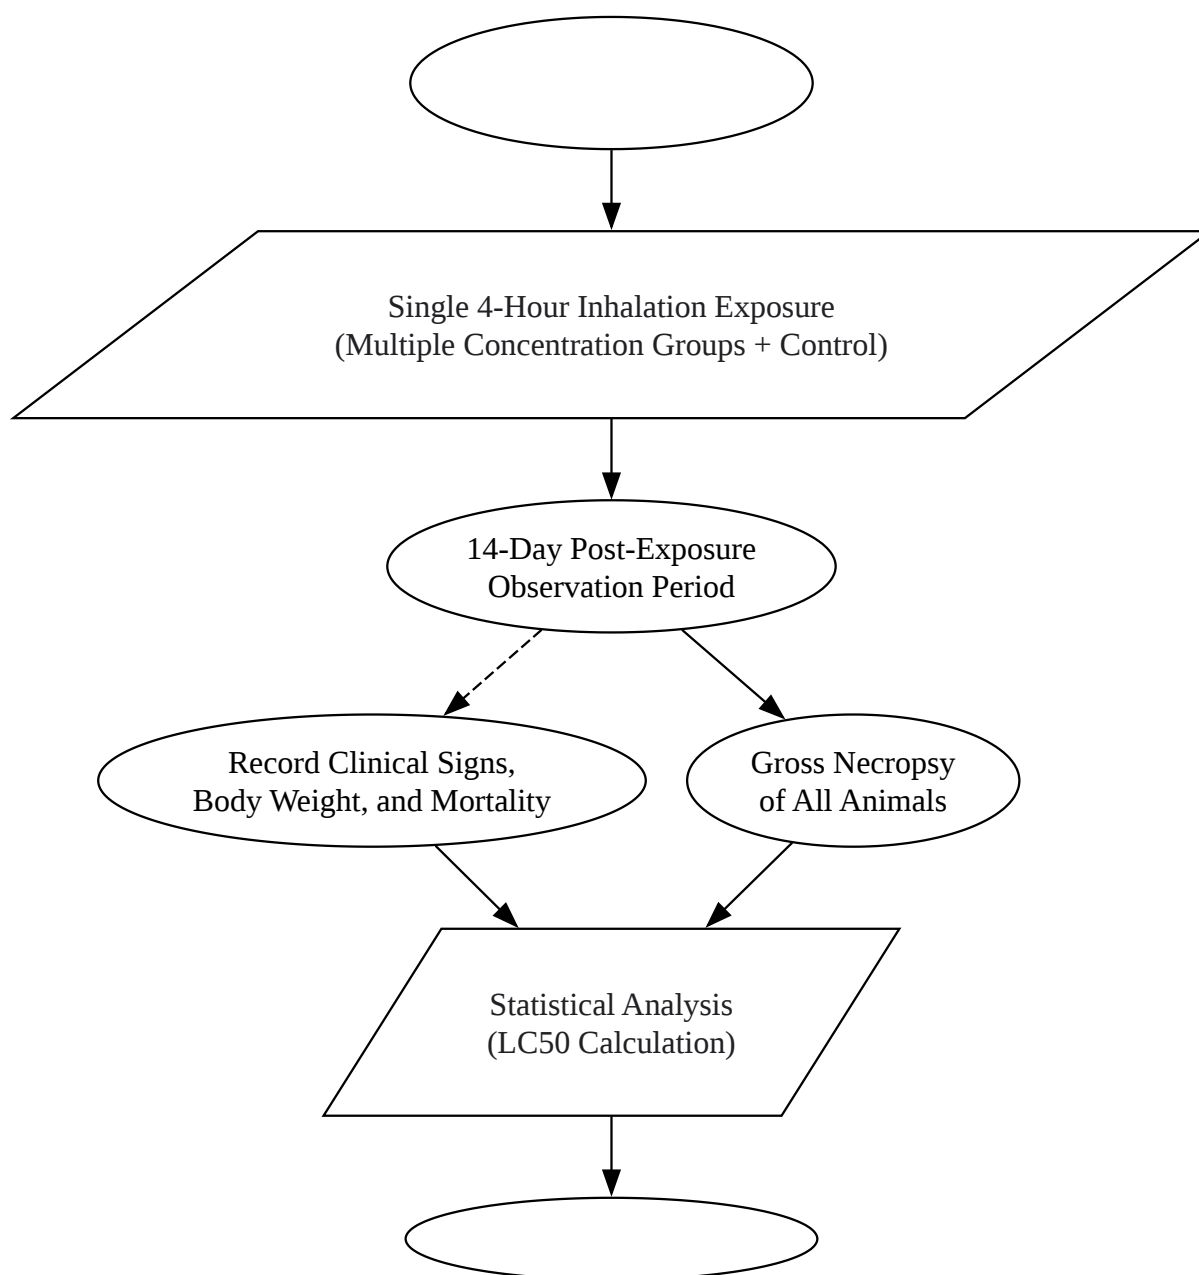 Single 4-Hour Inhalation Exposure
(Multiple Concentration Groups + Control)
14-Day Post-Exposure
Observation Period
Record Clinical Signs,
Body Weight, and Mortality
Gross Necropsy
of All Animals
Statistical Analysis
(LC50 Calculation)